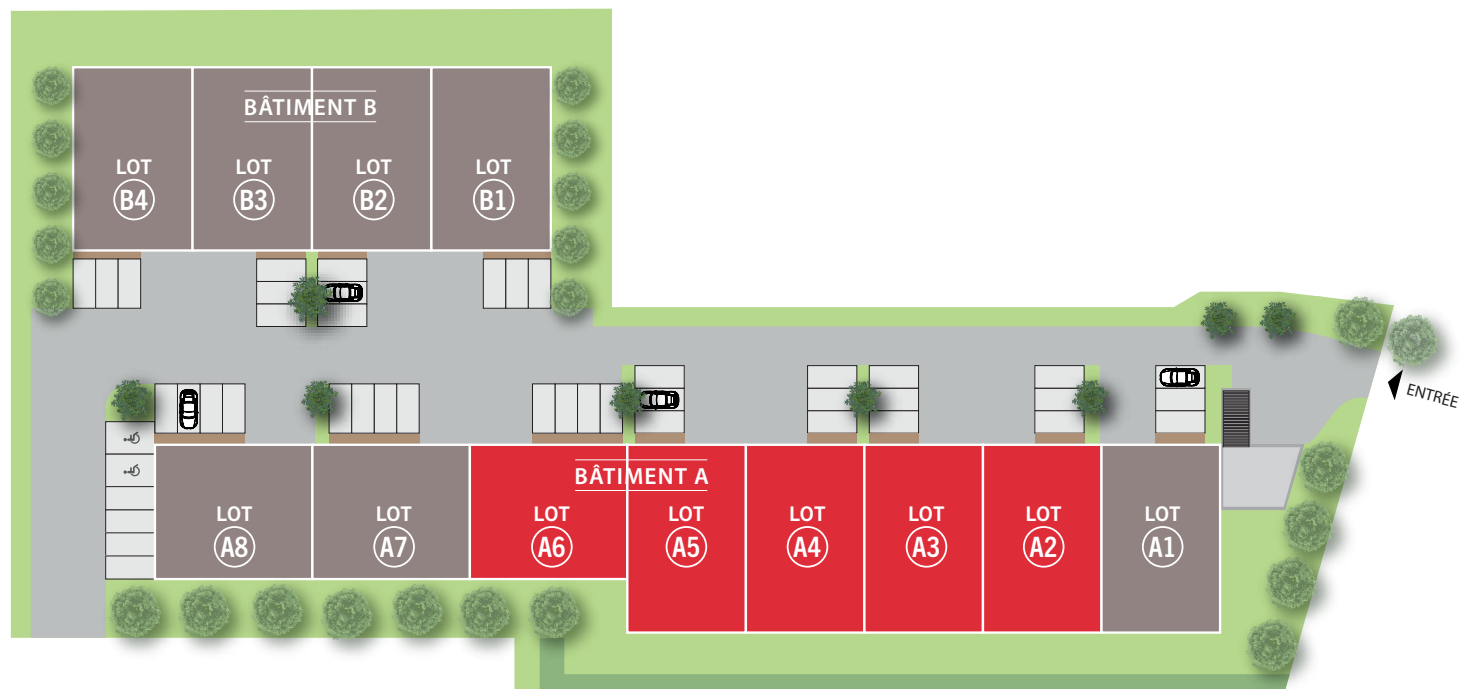 BÂTIMENT B
LOT
B4
LOT
B3
LOT
B2
LOT
B1
ENTRÉE
BÂTIMENT A
LOT
A8
LOT
A7
LOT
A6
LOT
A5
LOT
A4
LOT
A3
LOT
A2
LOT
A1